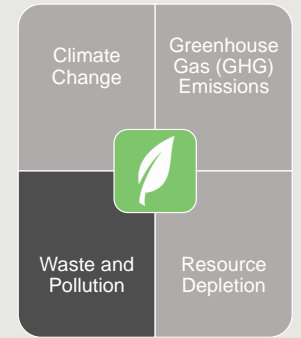 Climate
Change
Greenhouse
Gas (GHG)
Emissions
Waste and
Pollution
Resource
Depletion